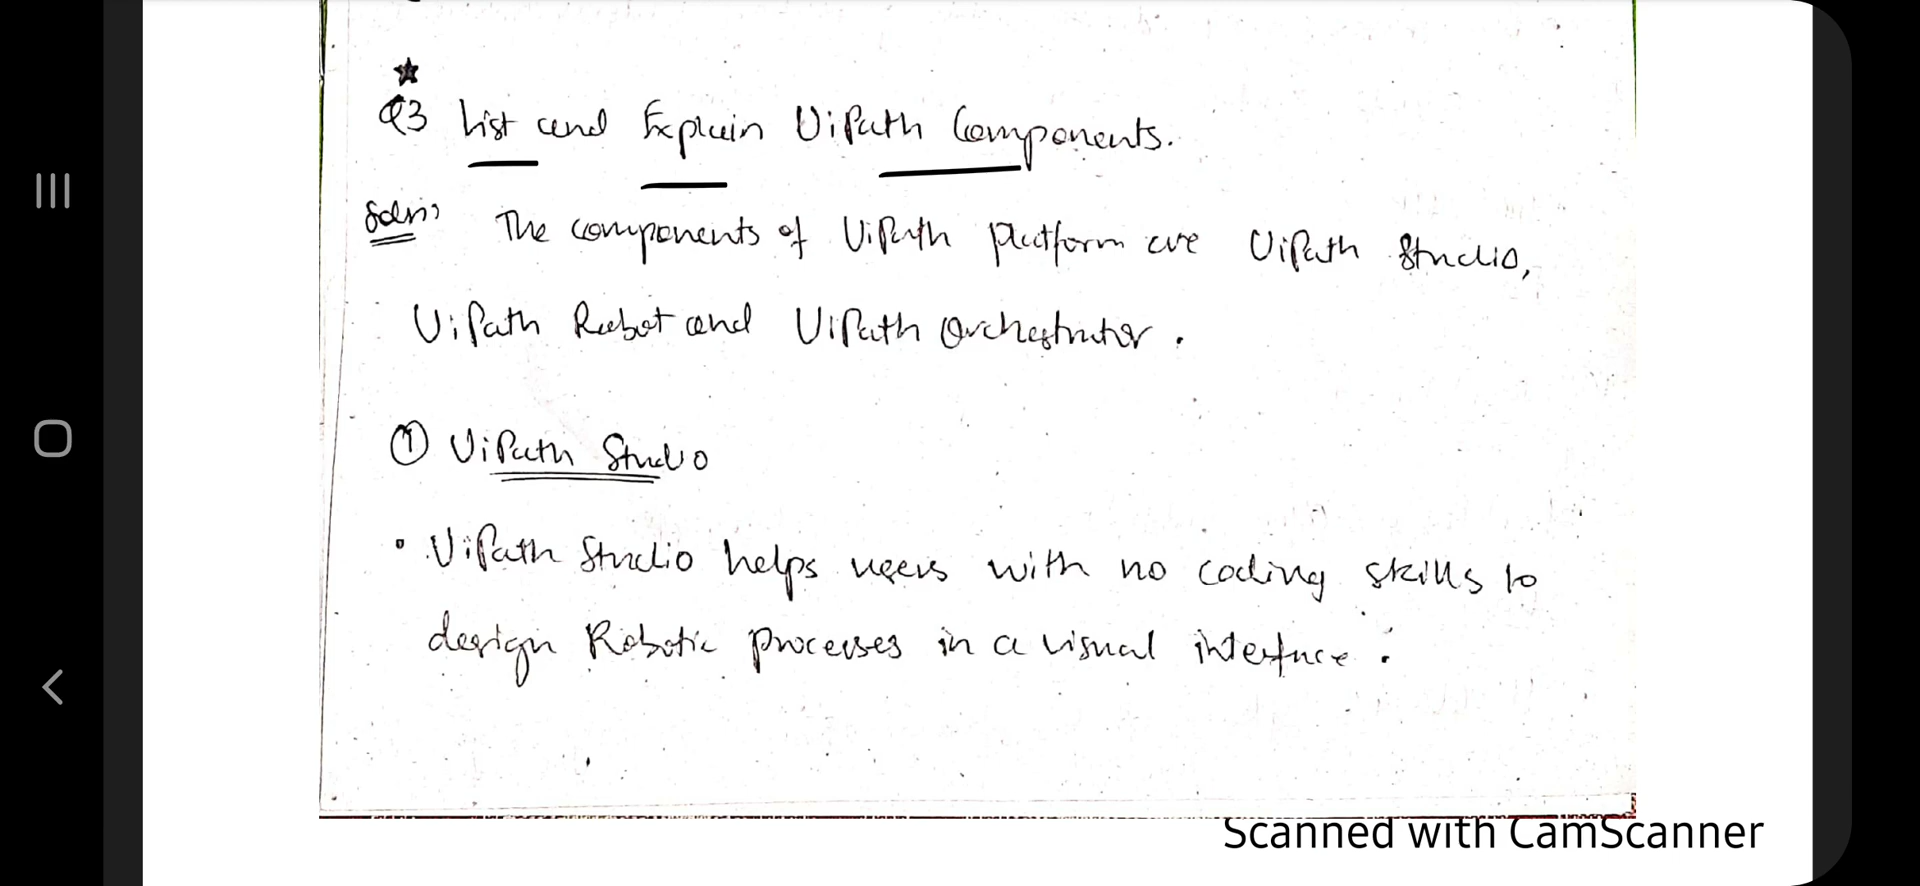 Q3 List and Explain UiPath Components.
Soln:
The components of UiPath platform are UiPath Studio,
UiPath Robot and UiPath Orchestrator.
① UiPath Studio
• UiPath Studio helps users with no coding skills to
design Robotic processes in a visual interface.
Scanned with CamScanner